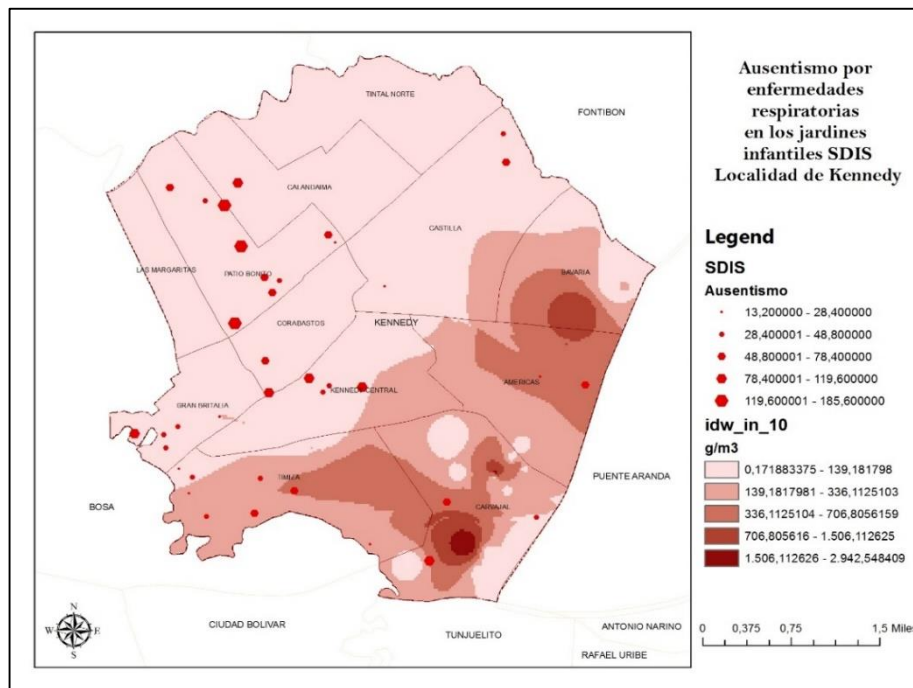 Ausentismo por
enfermedades
respiratorias
en los jardines
infantiles SDIS
Localidad de Kennedy
TINTAL NORTE
FONTIBON
CALANDAIMA
CASTILLA
LAS MARGARITAS
PATIO BONITO
BAVARIA
CORABASTOS
KENNEDY
AMERICAS
KENNEDY CENTRAL
GRAN BRITALIA
PUENTE ARANDA
TIMIZA
BOSA
CARVAJAL
CIUDAD BOLIVAR
TUNJUELITO
ANTONIO NARINO
RAFAEL URIBE
N
W
E
S
Legend
SDIS
Ausentismo
13,200000 - 28,400000
28,400001 - 48,800000
48,800001 - 78,400000
78,400001 - 119,600000
119,600001 - 185,600000
idw_in_10
g/m3
0,171883375 - 139,181798
139,1817981 - 336,1125103
336,1125104 - 706,8056159
706,805616 - 1.506,112625
1.506,112626 - 2.942,548409
0 0,375 0,75 1,5 Miles